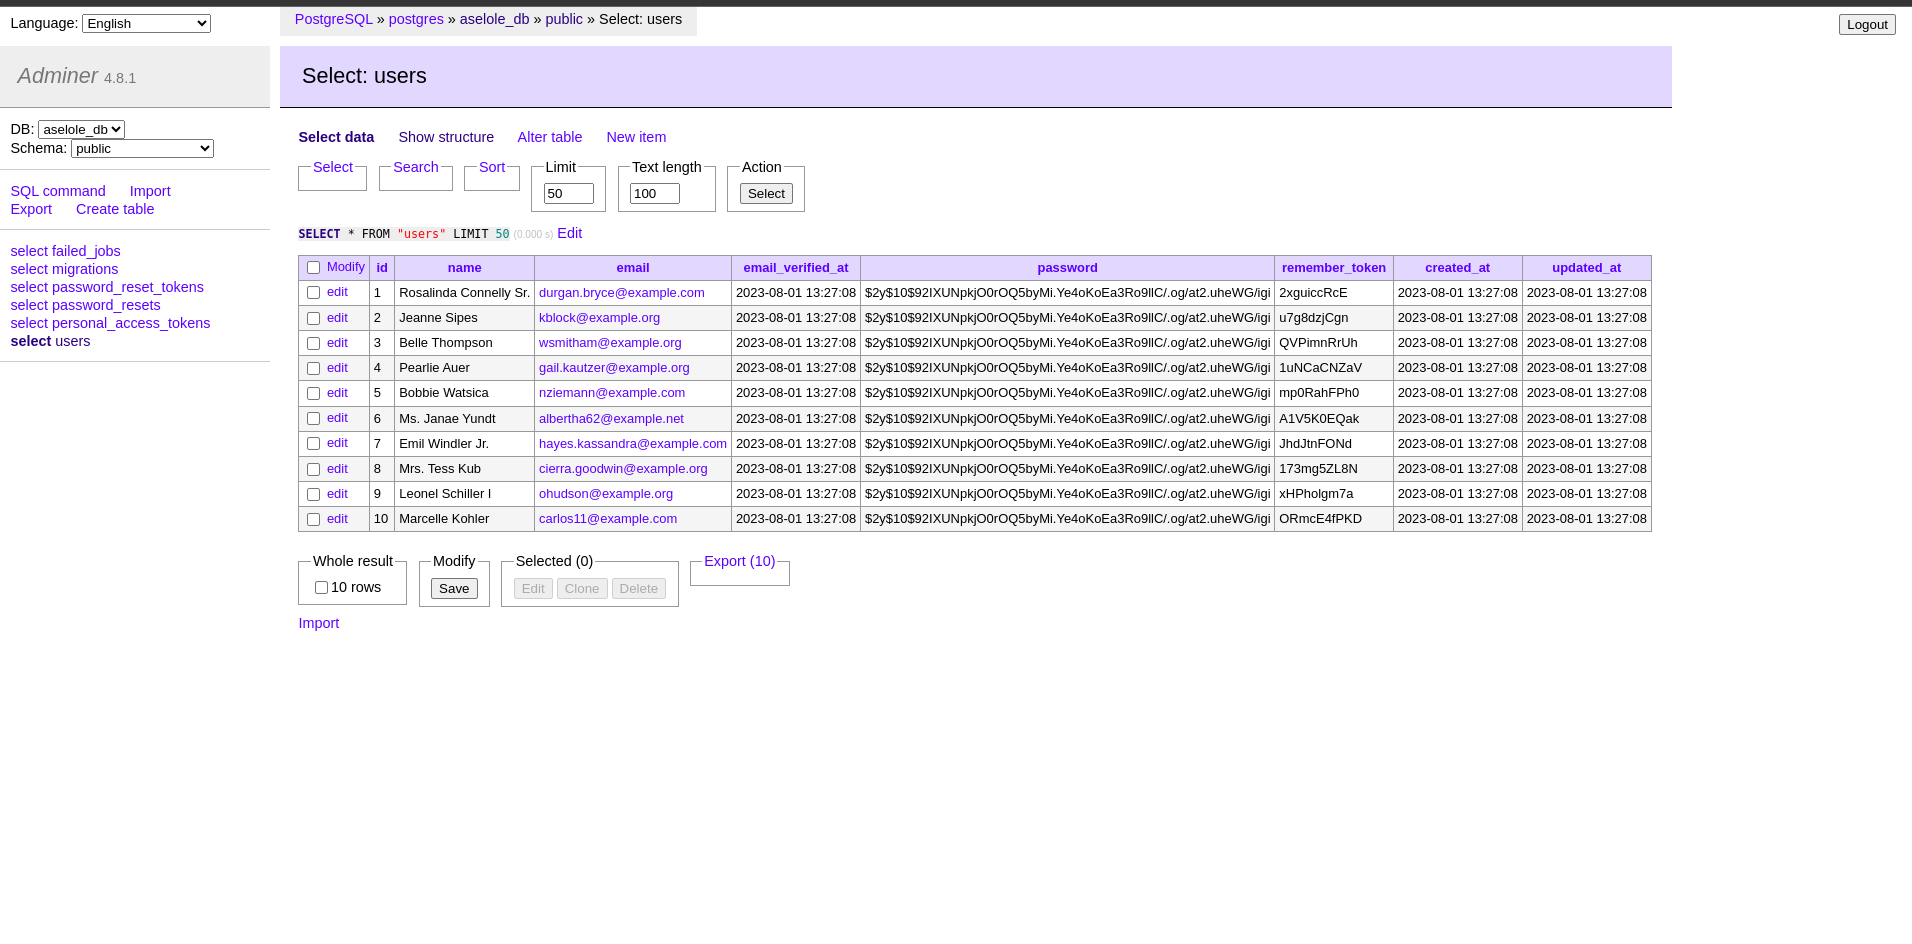 Language: English
PostgreSQL » postgres » aselole_db » public » Select: users
Logout
Adminer 4.8.1
Select: users
DB: aselole_db
Schema: public
SQL command Import
Export Create table
select failed_jobs
select migrations
select password_reset_tokens
select password_resets
select personal_access_tokens
select users
Select data Show structure Alter table New item
Select Search Sort Limit Text length Action
50 100 Select
SELECT * FROM "users" LIMIT 50 (0.000 s) Edit
Modify id name email email_verified_at password remember_token created_at updated_at
edit 1 Rosalinda Connelly Sr. durgan.bryce@example.com 2023-08-01 13:27:08 $2y$10$92IXUNpkjO0rOQ5byMi.Ye4oKoEa3Ro9llC/.og/at2.uheWG/igi 2xguiccRcE 2023-08-01 13:27:08 2023-08-01 13:27:08
edit 2 Jeanne Sipes kblock@example.org 2023-08-01 13:27:08 $2y$10$92IXUNpkjO0rOQ5byMi.Ye4oKoEa3Ro9llC/.og/at2.uheWG/igi u7g8dzjCgn 2023-08-01 13:27:08 2023-08-01 13:27:08
edit 3 Belle Thompson wsmitham@example.org 2023-08-01 13:27:08 $2y$10$92IXUNpkjO0rOQ5byMi.Ye4oKoEa3Ro9llC/.og/at2.uheWG/igi QVPimnRrUh 2023-08-01 13:27:08 2023-08-01 13:27:08
edit 4 Pearlie Auer gail.kautzer@example.org 2023-08-01 13:27:08 $2y$10$92IXUNpkjO0rOQ5byMi.Ye4oKoEa3Ro9llC/.og/at2.uheWG/igi 1uNCaCNZaV 2023-08-01 13:27:08 2023-08-01 13:27:08
edit 5 Bobbie Watsica nziemann@example.com 2023-08-01 13:27:08 $2y$10$92IXUNpkjO0rOQ5byMi.Ye4oKoEa3Ro9llC/.og/at2.uheWG/igi mp0RahFPh0 2023-08-01 13:27:08 2023-08-01 13:27:08
edit 6 Ms. Janae Yundt albertha62@example.net 2023-08-01 13:27:08 $2y$10$92IXUNpkjO0rOQ5byMi.Ye4oKoEa3Ro9llC/.og/at2.uheWG/igi A1V5K0EQak 2023-08-01 13:27:08 2023-08-01 13:27:08
edit 7 Emil Windler Jr. hayes.kassandra@example.com 2023-08-01 13:27:08 $2y$10$92IXUNpkjO0rOQ5byMi.Ye4oKoEa3Ro9llC/.og/at2.uheWG/igi JhdJtnFONd 2023-08-01 13:27:08 2023-08-01 13:27:08
edit 8 Mrs. Tess Kub cierra.goodwin@example.org 2023-08-01 13:27:08 $2y$10$92IXUNpkjO0rOQ5byMi.Ye4oKoEa3Ro9llC/.og/at2.uheWG/igi 173mg5ZL8N 2023-08-01 13:27:08 2023-08-01 13:27:08
edit 9 Leonel Schiller I ohudson@example.org 2023-08-01 13:27:08 $2y$10$92IXUNpkjO0rOQ5byMi.Ye4oKoEa3Ro9llC/.og/at2.uheWG/igi xHPholgm7a 2023-08-01 13:27:08 2023-08-01 13:27:08
edit 10 Marcelle Kohler carlos11@example.com 2023-08-01 13:27:08 $2y$10$92IXUNpkjO0rOQ5byMi.Ye4oKoEa3Ro9llC/.og/at2.uheWG/igi ORmcE4fPKD 2023-08-01 13:27:08 2023-08-01 13:27:08
Whole result Modify Selected (0) Export (10)
10 rows Save Edit Clone Delete
Import